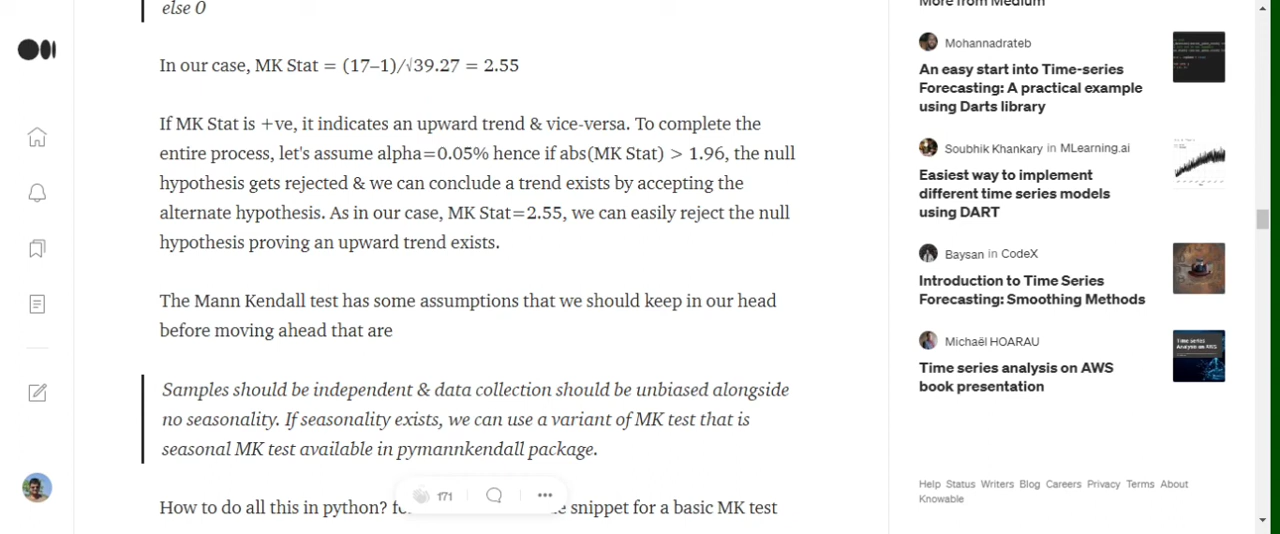 else 0
In our case, MK Stat = (17–1)/√39.27 = 2.55
If MK Stat is +ve, it indicates an upward trend & vice-versa. To complete the
entire process, let's assume alpha=0.05% hence if abs(MK Stat) > 1.96, the null
hypothesis gets rejected & we can conclude a trend exists by accepting the
alternate hypothesis. As in our case, MK Stat=2.55, we can easily reject the null
hypothesis proving an upward trend exists.
The Mann Kendall test has some assumptions that we should keep in our head
before moving ahead that are
Samples should be independent & data collection should be unbiased alongside
no seasonality. If seasonality exists, we can use a variant of MK test that is
seasonal MK test available in pymannkendall package.
171
How to do all this in python? snippet for a basic MK test
More from Medium
Mohannadrateb
An easy start into Time-series
Forecasting: A practical example
using Darts library
Soubhik Khankary in MLearning.ai
Easiest way to implement
different time series models
using DART
Baysan in CodeX
Introduction to Time Series
Forecasting: Smoothing Methods
Michaël HOARAU
Time series analysis on AWS
book presentation
Help Status Writers Blog Careers Privacy Terms About
Knowable